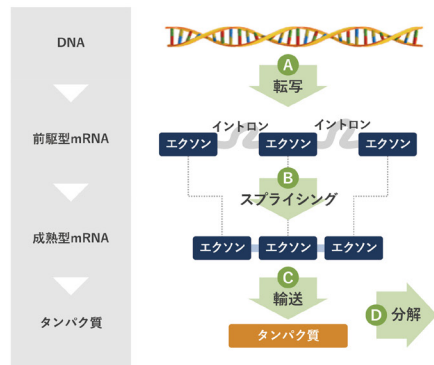 DNA
前駆型mRNA
成熟型mRNA
タンパク質
A
転写
イントロン イントロン
エクソン エクソン エクソン
B
スプライシング
エクソン エクソン エクソン
C
輸送
D 分解
タンパク質